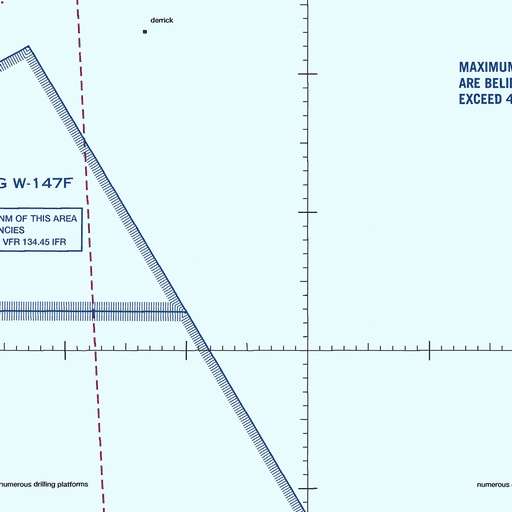 derrick
MAXIMUM
ARE BELIE
EXCEED 4
G W-147F
NM OF THIS AREA
NCIES
VFR 134.45 IFR
numerous drilling platforms
numerous